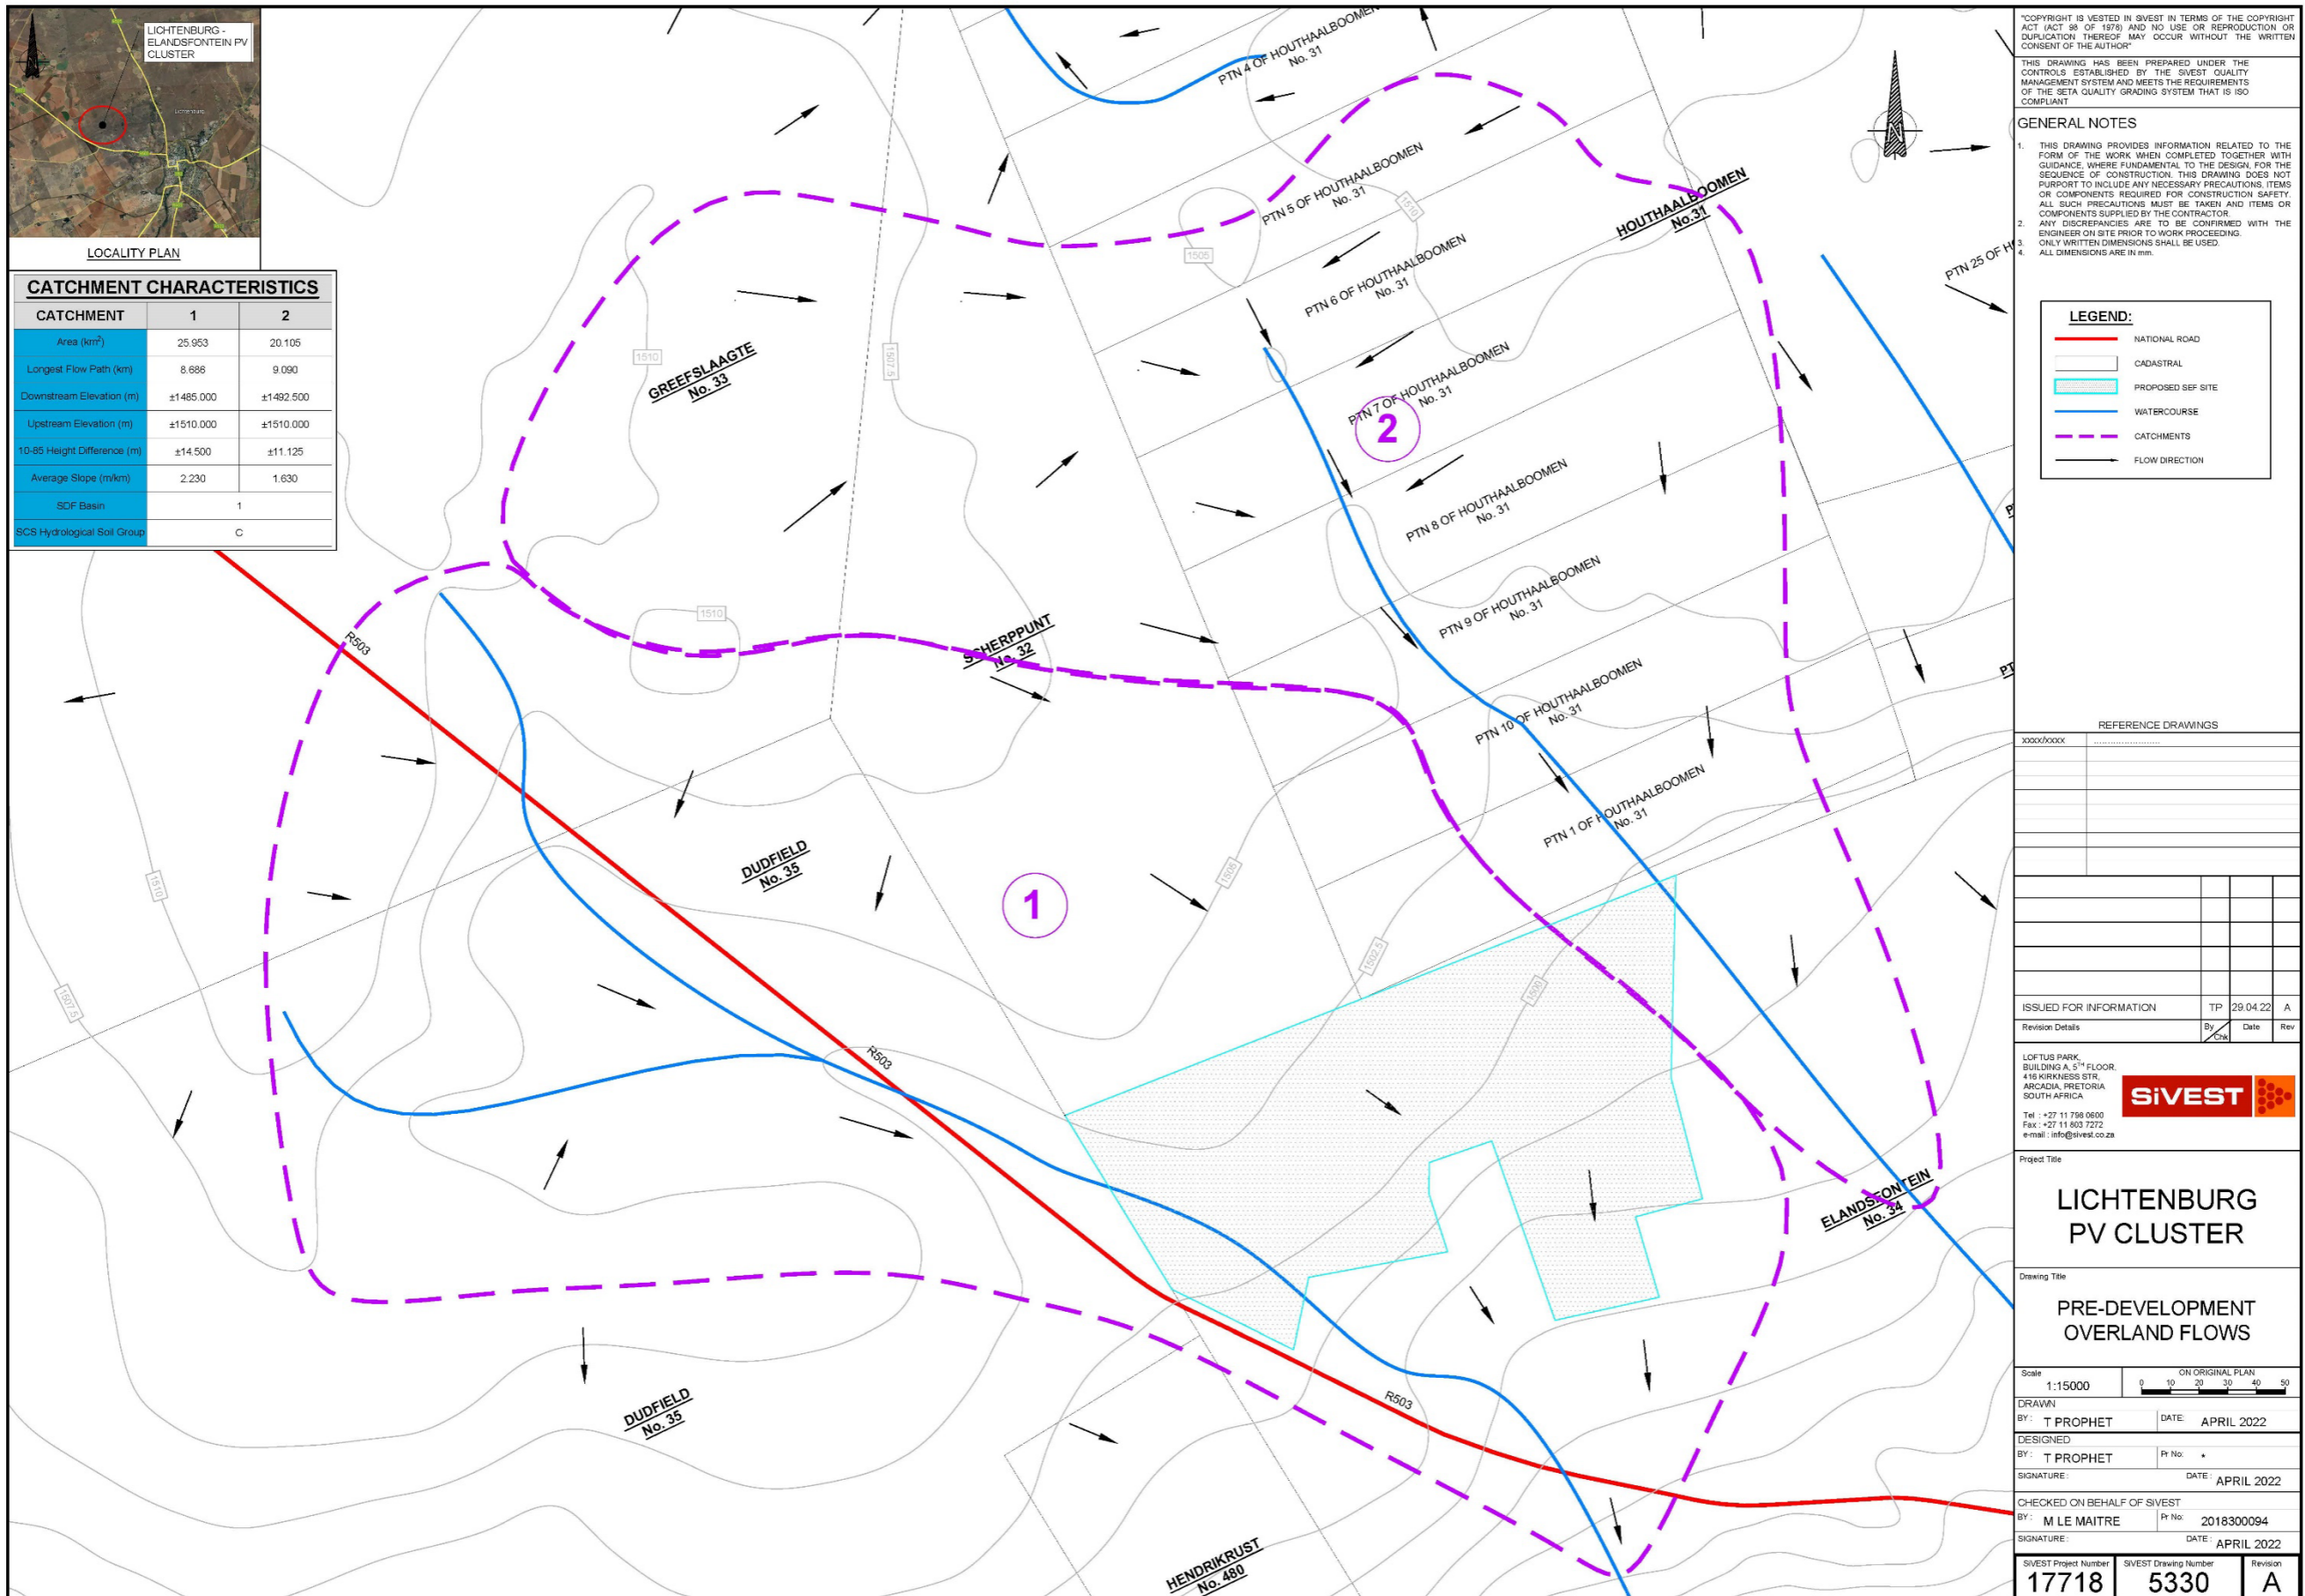 LICHTENBURG -
ELANDSFONTEIN PV
CLUSTER
Lichtenburg
LOCALITY PLAN
CATCHMENT CHARACTERISTICS
CATCHMENT 1 2
Area (km²) 25.953 20.105
Longest Flow Path (km) 8.686 9.090
Downstream Elevation (m) ±1485.000 ±1492.500
Upstream Elevation (m) ±1510.000 ±1510.000
10-85 Height Difference (m) ±14.500 ±11.125
Average Slope (m/km) 2.230 1.630
SDF Basin 1
SCS Hydrological Soil Group C
PTN 4 OF HOUTHAALBOOMEN
No. 31
PTN 5 OF HOUTHAALBOOMEN
No. 31
1510
1505
HOUTHAALBOOMEN
No.31
PTN 6 OF HOUTHAALBOOMEN
No. 31
PTN 25 OF H
1510
1507.5
GREEFSLAAGTE
No. 33
PTN 7 OF HOUTHAALBOOMEN
No. 31
2
PTN 8 OF HOUTHAALBOOMEN
No. 31
P
PTN 9 OF HOUTHAALBOOMEN
No. 31
1510
R503
SCHERPPUNT
No. 32
PT
PTN 10 OF HOUTHAALBOOMEN
No. 31
PTN 1 OF HOUTHAALBOOMEN
No. 31
DUDFIELD
No. 35
1510
1505
1
1502.5
1500
1507.5
R503
ELANDSFONTEIN
No. 34
DUDFIELD
No. 35
R503
HENDRIKRUST
No. 480
N
"COPYRIGHT IS VESTED IN SIVEST IN TERMS OF THE COPYRIGHT
ACT (ACT 98 OF 1978) AND NO USE OR REPRODUCTION OR
DUPLICATION THEREOF MAY OCCUR WITHOUT THE WRITTEN
CONSENT OF THE AUTHOR"
THIS DRAWING HAS BEEN PREPARED UNDER THE
CONTROLS ESTABLISHED BY THE SIVEST QUALITY
MANAGEMENT SYSTEM AND MEETS THE REQUIREMENTS
OF THE SETA QUALITY GRADING SYSTEM THAT IS ISO
COMPLIANT
GENERAL NOTES
1. THIS DRAWING PROVIDES INFORMATION RELATED TO THE
FORM OF THE WORK WHEN COMPLETED TOGETHER WITH
GUIDANCE, WHERE FUNDAMENTAL TO THE DESIGN, FOR THE
SEQUENCE OF CONSTRUCTION. THIS DRAWING DOES NOT
PURPORT TO INCLUDE ANY NECESSARY PRECAUTIONS, ITEMS
OR COMPONENTS REQUIRED FOR CONSTRUCTION SAFETY.
ALL SUCH PRECAUTIONS MUST BE TAKEN AND ITEMS OR
COMPONENTS SUPPLIED BY THE CONTRACTOR.
2. ANY DISCREPANCIES ARE TO BE CONFIRMED WITH THE
ENGINEER ON SITE PRIOR TO WORK PROCEEDING.
3. ONLY WRITTEN DIMENSIONS SHALL BE USED.
4. ALL DIMENSIONS ARE IN mm.
LEGEND:
NATIONAL ROAD
CADASTRAL
PROPOSED SEF SITE
WATERCOURSE
CATCHMENTS
FLOW DIRECTION
REFERENCE DRAWINGS
XXXX/XXXX ........................
ISSUED FOR INFORMATION TP 29.04.22 A
Revision Details By Chk Date Rev
LOFTUS PARK,
BUILDING A, 5TH FLOOR,
416 KIRKNESS STR,
ARCADIA, PRETORIA
SOUTH AFRICA
Tel : +27 11 798 0600
Fax : +27 11 803 7272
e-mail : info@sivest.co.za
SiVEST
Project Title
LICHTENBURG
PV CLUSTER
Drawing Title
PRE-DEVELOPMENT
OVERLAND FLOWS
Scale
1:15000
ON ORIGINAL PLAN
0 10 20 30 40 50
DRAWN
BY : T PROPHET DATE: APRIL 2022
DESIGNED
BY : T PROPHET Pr No: *
SIGNATURE : DATE : APRIL 2022
CHECKED ON BEHALF OF SIVEST
BY : M LE MAITRE Pr No: 2018300094
SIGNATURE : DATE : APRIL 2022
SiVEST Project Number SiVEST Drawing Number Revision
17718 5330 A